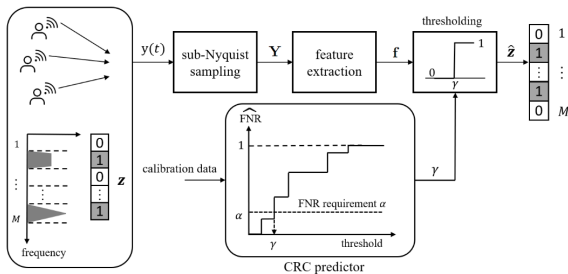 y(t)
sub-Nyquist
sampling
Y
feature
extraction
f
thresholding
0
1
γ
ẑ
0
1
⋮
1
0
1
⋮
M
1
⋮
M
frequency
0
1
0
⋮
1
z
calibration data
F̂N̂R̂
1
α
FNR requirement α
γ
threshold
CRC predictor
γ